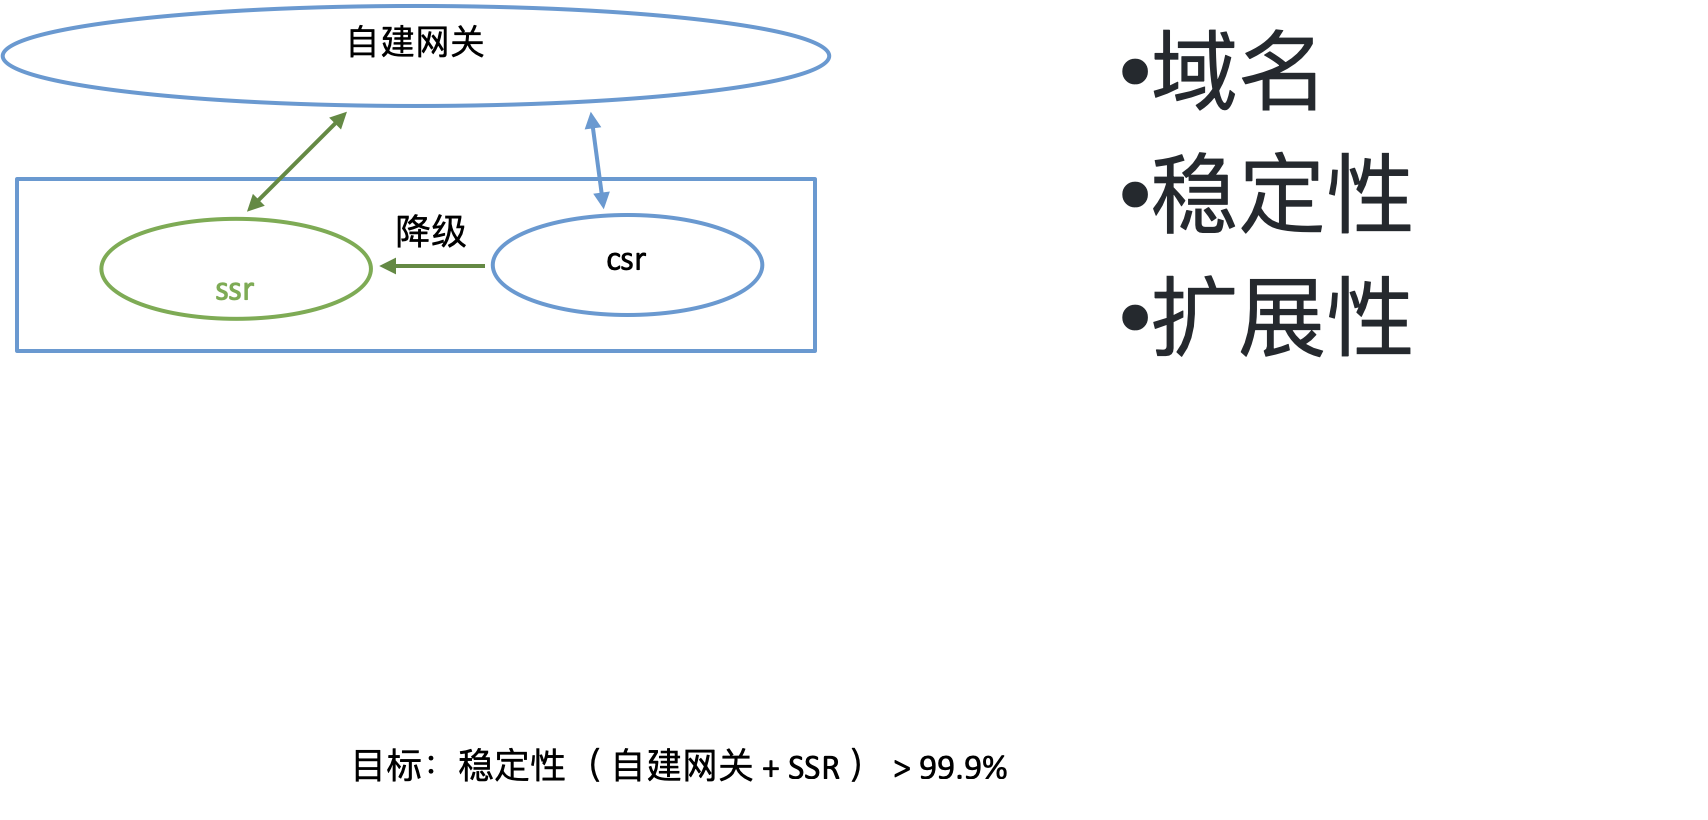 自建网关
降级
ssr
csr
•域名
•稳定性
•扩展性
目标：稳定性（自建网关 + SSR） > 99.9%